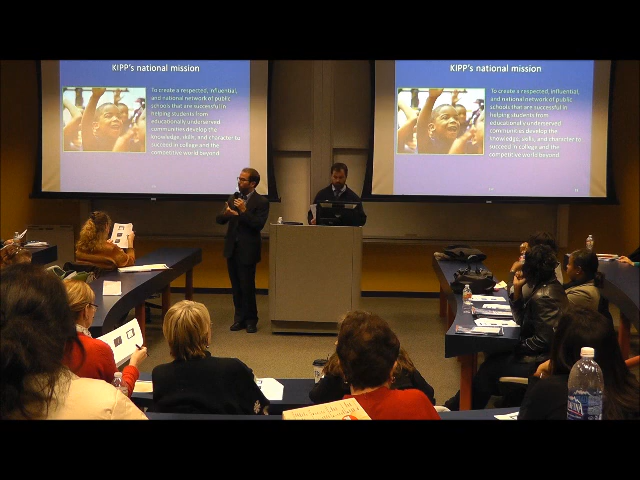 KIPP's national mission
To create a respected, influential,
and national network of public
schools that are successful in
helping students from
educationally underserved
communities develop the
knowledge, skills, and character to
succeed in college and the
competitive world beyond.
KIPP's national mission
To create a respected, influential,
and national network of public
schools that are successful in
helping students from
educationally underserved
communities develop the
knowledge, skills, and character to
succeed in college and the
competitive world beyond.